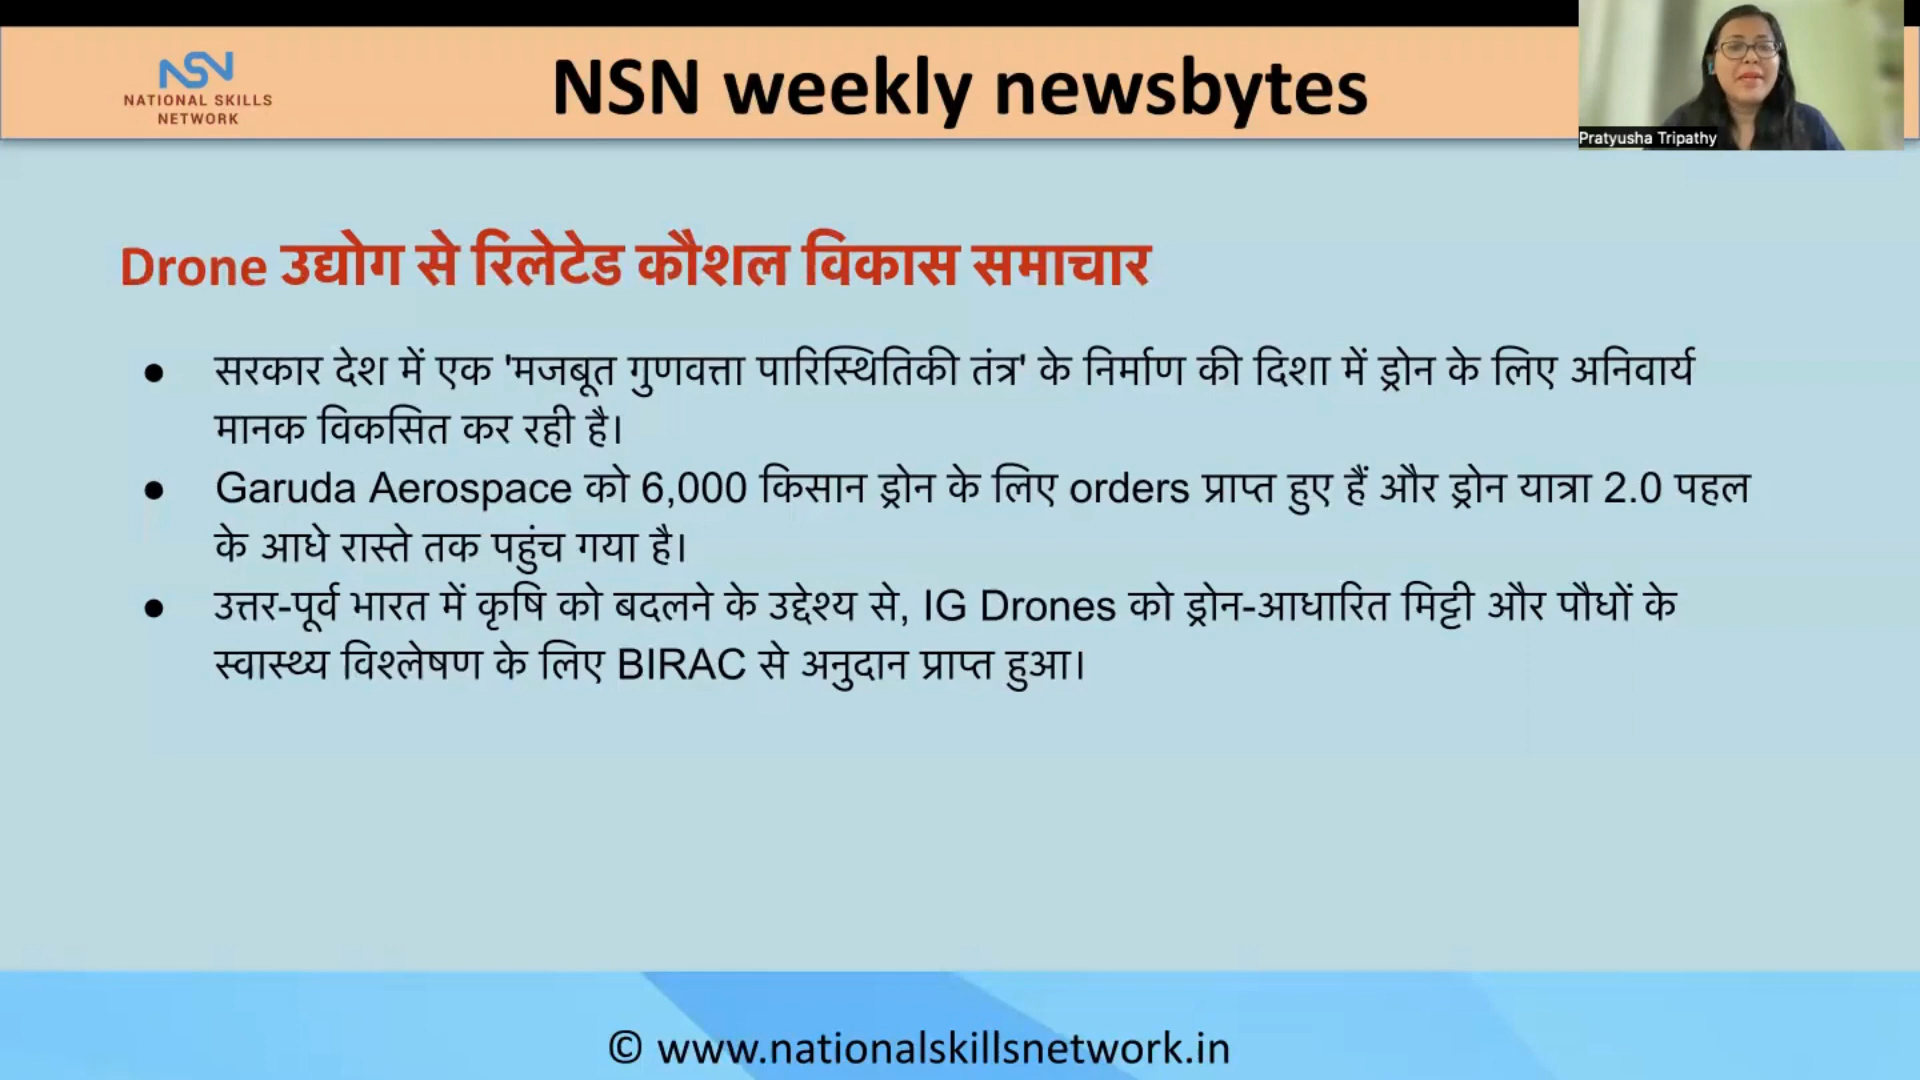 NSN
NATIONAL SKILLS
NETWORK
NSN weekly newsbytes
Pratyusha Tripathy
Drone उद्योग से रिलेटेड कौशल विकास समाचार
● सरकार देश में एक 'मजबूत गुणवत्ता पारिस्थितिकी तंत्र' के निर्माण की दिशा में ड्रोन के लिए अनिवार्य
मानक विकसित कर रही है।
● Garuda Aerospace को 6,000 किसान ड्रोन के लिए orders प्राप्त हुए हैं और ड्रोन यात्रा 2.0 पहल
के आधे रास्ते तक पहुंच गया है।
● उत्तर-पूर्व भारत में कृषि को बदलने के उद्देश्य से, IG Drones को ड्रोन-आधारित मिट्टी और पौधों के
स्वास्थ्य विश्लेषण के लिए BIRAC से अनुदान प्राप्त हुआ।
© www.nationalskillsnetwork.in